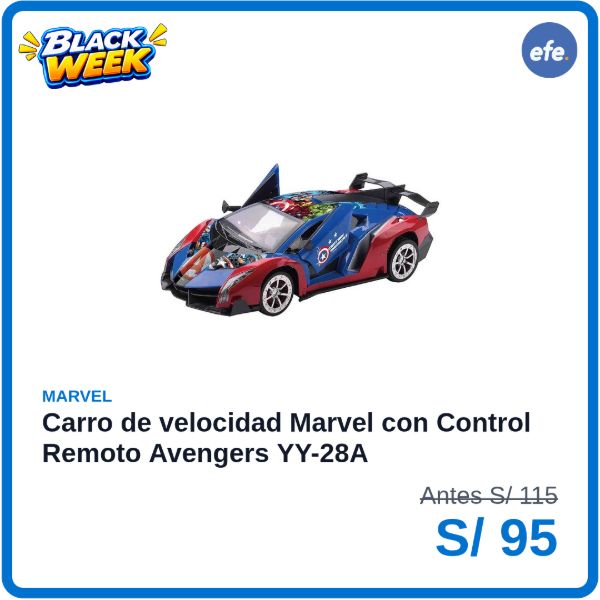 BLACK
WEEK
efe.
MARVEL
Carro de velocidad Marvel con Control
Remoto Avengers YY-28A
Antes S/ 115
S/ 95